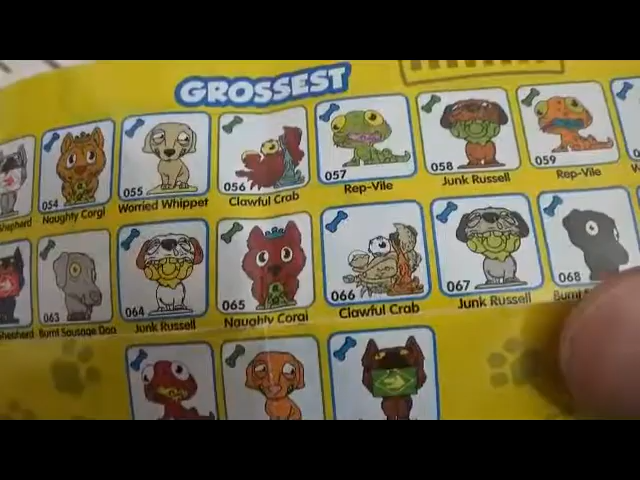 GROSSEST
Shepherd
054
Naughty Corgi
055
Worried Whippet
056
Clawful Crab
057
Rep-Vile
058
Junk Russell
059
Rep-Vile
063
Burnt Sausage Dog
064
Junk Russell
065
Naughty Corgi
066
Clawful Crab
067
Junk Russell
068